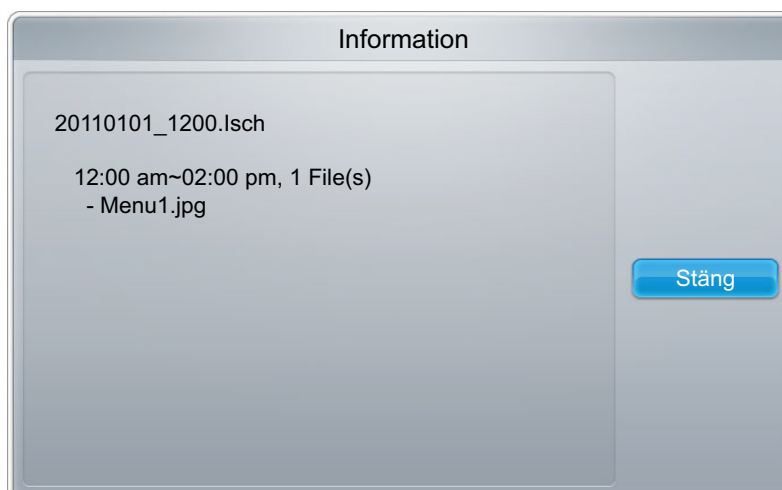 Information
20110101_1200.lsch
12:00 am~02:00 pm, 1 File(s)
- Menu1.jpg
Stäng